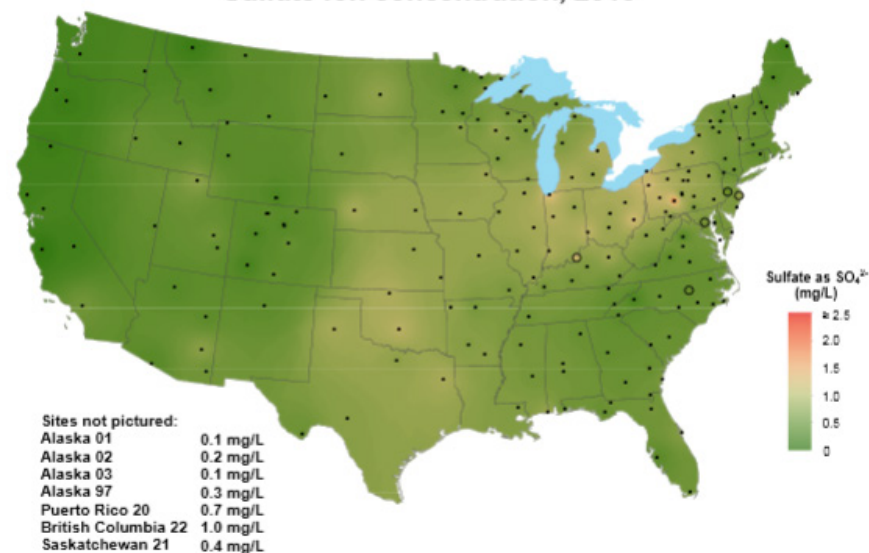 Sulfate as SO₄²⁻
(mg/L)
≥2.5
2.0
1.5
1.0
0.5
0
Sites not pictured:
Alaska 01 0.1 mg/L
Alaska 02 0.2 mg/L
Alaska 03 0.1 mg/L
Alaska 97 0.3 mg/L
Puerto Rico 20 0.7 mg/L
British Columbia 22 1.0 mg/L
Saskatchewan 21 0.4 mg/L